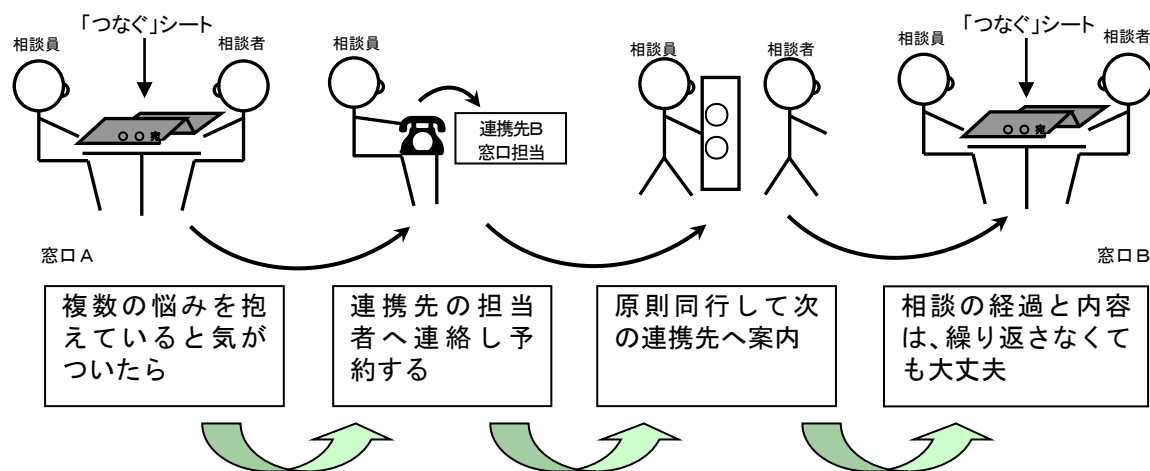 「つなぐ」シート
相談員
相談者
○○宛
相談員
連携先B
窓口担当
相談員
相談者
「つなぐ」シート
相談員
相談者
○○宛
窓口A
窓口B
複数の悩みを抱
えていると気が
ついたら
連携先の担当
者へ連絡し予
約する
原則同行して次
の連携先へ案内
相談の経過と内容
は、繰り返さなくて
も大丈夫